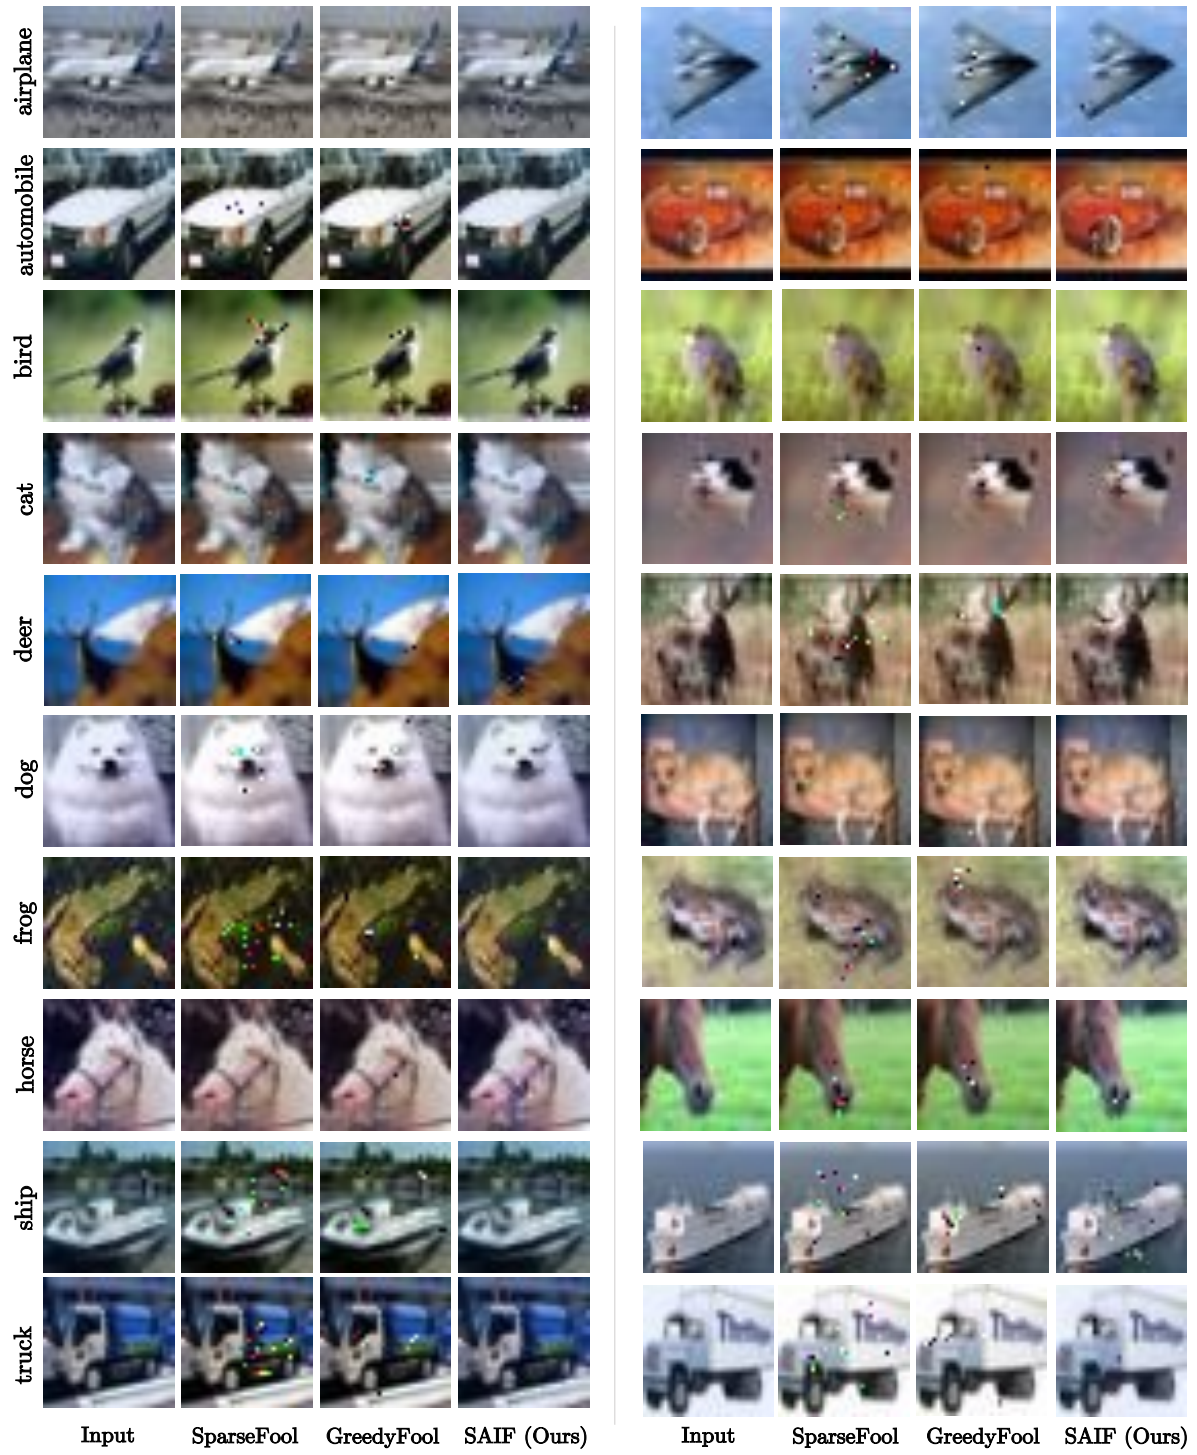 airplane
automobile
bird
cat
deer
dog
frog
horse
ship
truck
Input SparseFool GreedyFool SAIF (Ours) Input SparseFool GreedyFool SAIF (Ours)